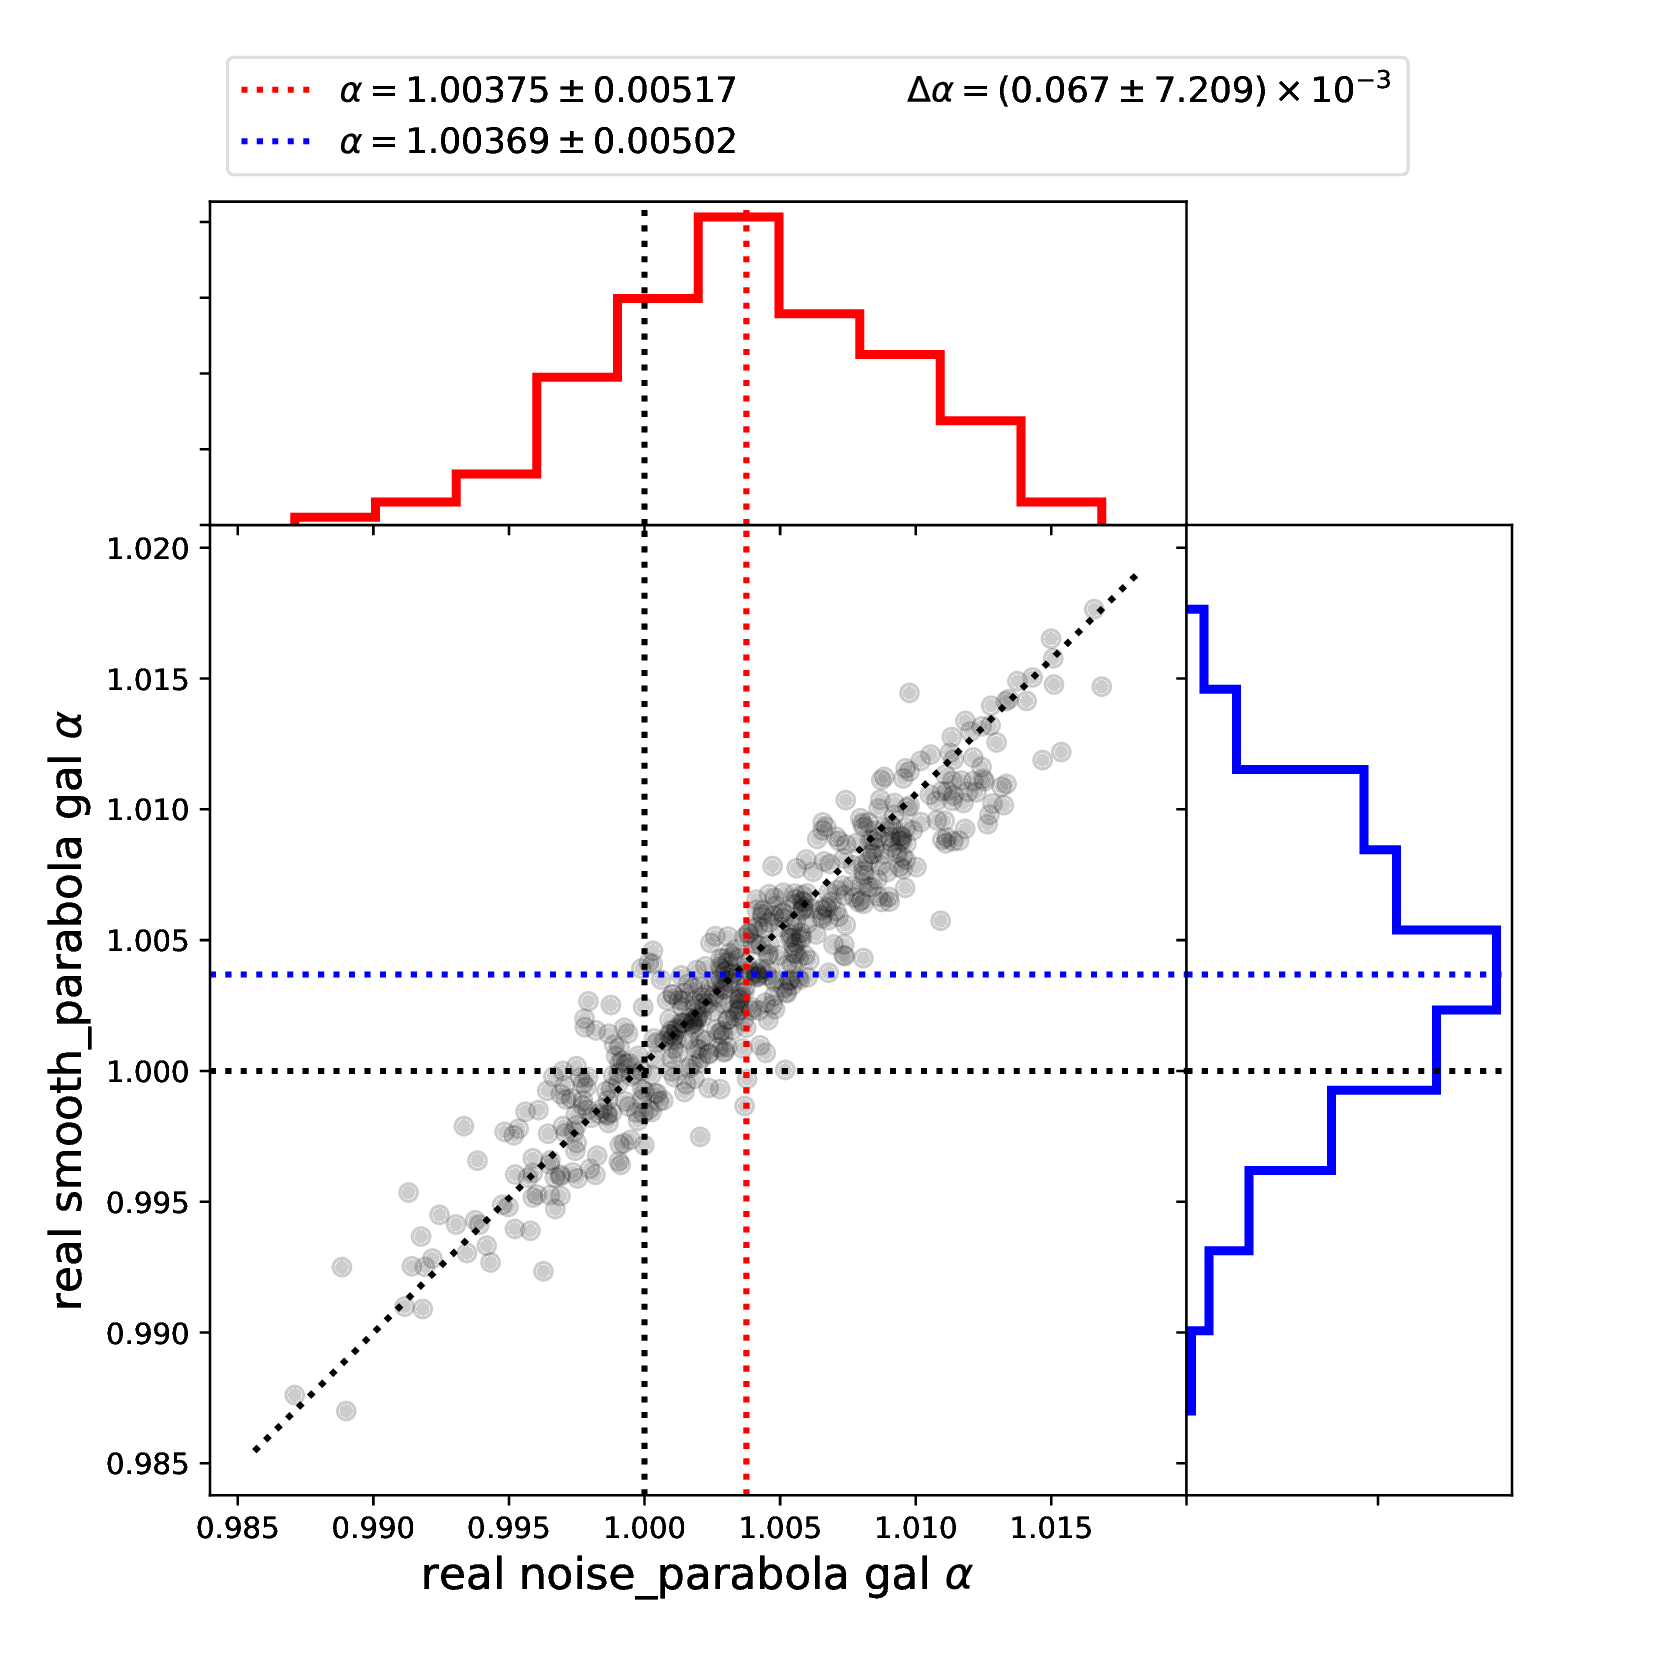 α = 1.00375 ± 0.00517
Δα = (0.067 ± 7.209) × 10⁻³
α = 1.00369 ± 0.00502
1.020
1.015
1.010
1.005
1.000
0.995
0.990
0.985
real smooth_parabola gal α
0.985 0.990 0.995 1.000 1.005 1.010 1.015
real noise_parabola gal α